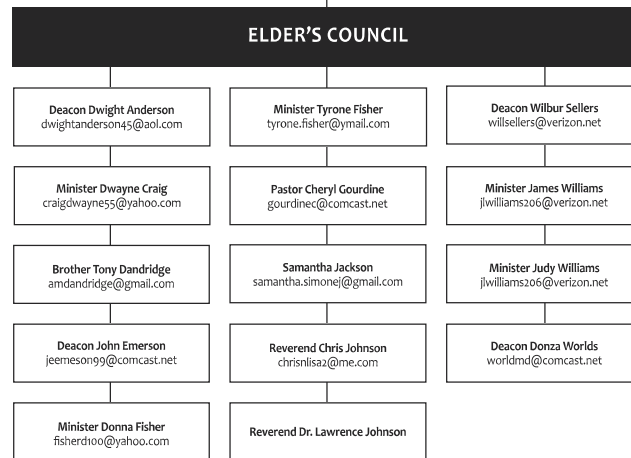 ELDER'S COUNCIL
Deacon Dwight Anderson
dwightanderson45@aol.com
Minister Dwayne Craig
craigdwayne55@yahoo.com
Brother Tony Dandridge
amdandridge@gmail.com
Deacon John Emerson
jeemeson99@comcast.net
Minister Donna Fisher
fisherd100@yahoo.com
Minister Tyrone Fisher
tyrone.fisher@ymail.com
Pastor Cheryl Gourdine
gourdinec@comcast.net
Samantha Jackson
samantha.simonej@gmail.com
Reverend Chris Johnson
chrisnlisa2@me.com
Reverend Dr. Lawrence Johnson
Deacon Wilbur Sellers
willsellers@verizon.net
Minister James Williams
jlwilliams206@verizon.net
Minister Judy Williams
jlwilliams206@verizon.net
Deacon Donza Worlds
worldmd@comcast.net